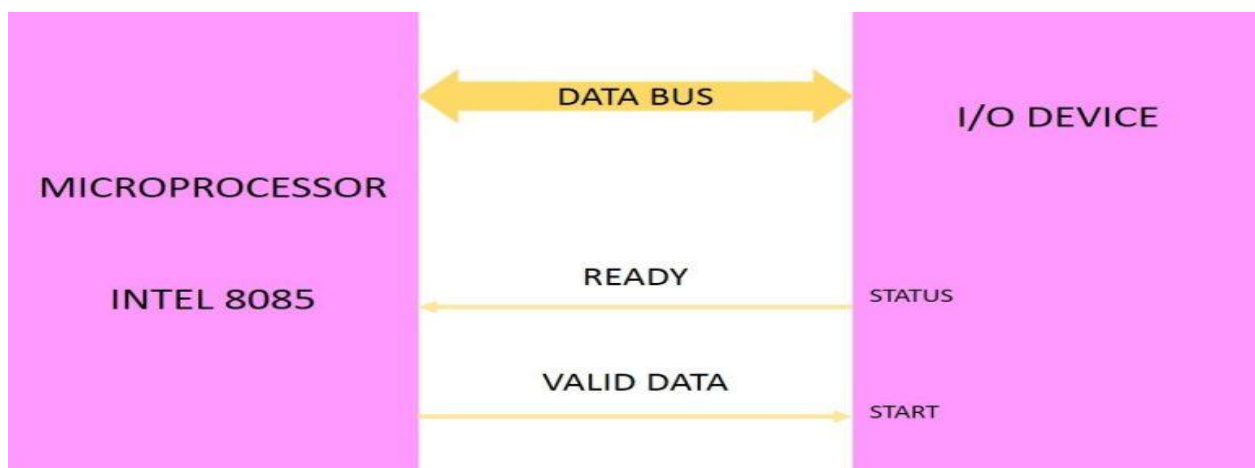 DATA BUS
I/O DEVICE
MICROPROCESSOR
INTEL 8085
READY
STATUS
VALID DATA
START